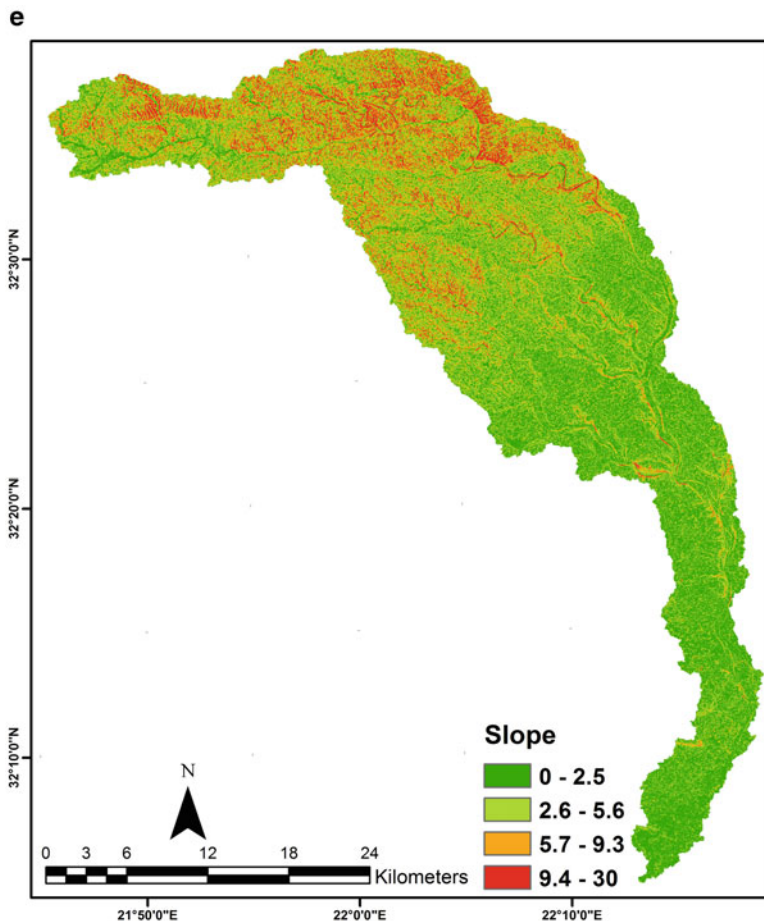 e
32°30'0"N
32°20'0"N
32°10'0"N
Slope
0 - 2.5
2.6 - 5.6
5.7 - 9.3
9.4 - 30
N
0 3 6 12 18 24
Kilometers
21°50'0"E 22°0'0"E 22°10'0"E